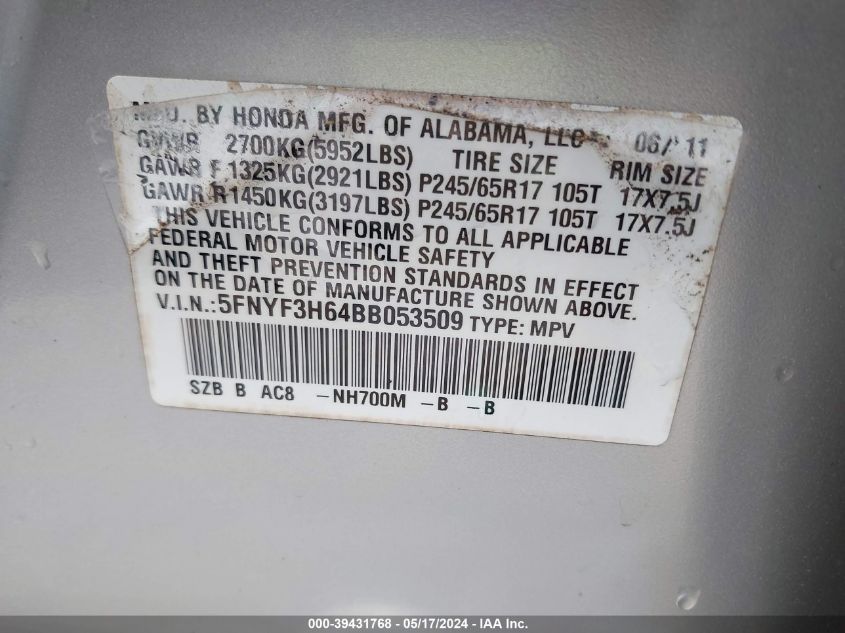 MFD. BY HONDA MFG. OF ALABAMA, LLC 06/11
GVWR 2700KG(5952LBS) TIRE SIZE RIM SIZE
GAWR F 1325KG(2921LBS) P245/65R17 105T 17X7.5J
GAWR R1450KG(3197LBS) P245/65R17 105T 17X7.5J
THIS VEHICLE CONFORMS TO ALL APPLICABLE
FEDERAL MOTOR VEHICLE SAFETY
AND THEFT PREVENTION STANDARDS IN EFFECT
ON THE DATE OF MANUFACTURE SHOWN ABOVE.
V.I.N.:5FNYF3H64BB053509 TYPE: MPV
SZB B AC8 -NH700M -B -B
000-39431768 - 05/17/2024 - IAA Inc.